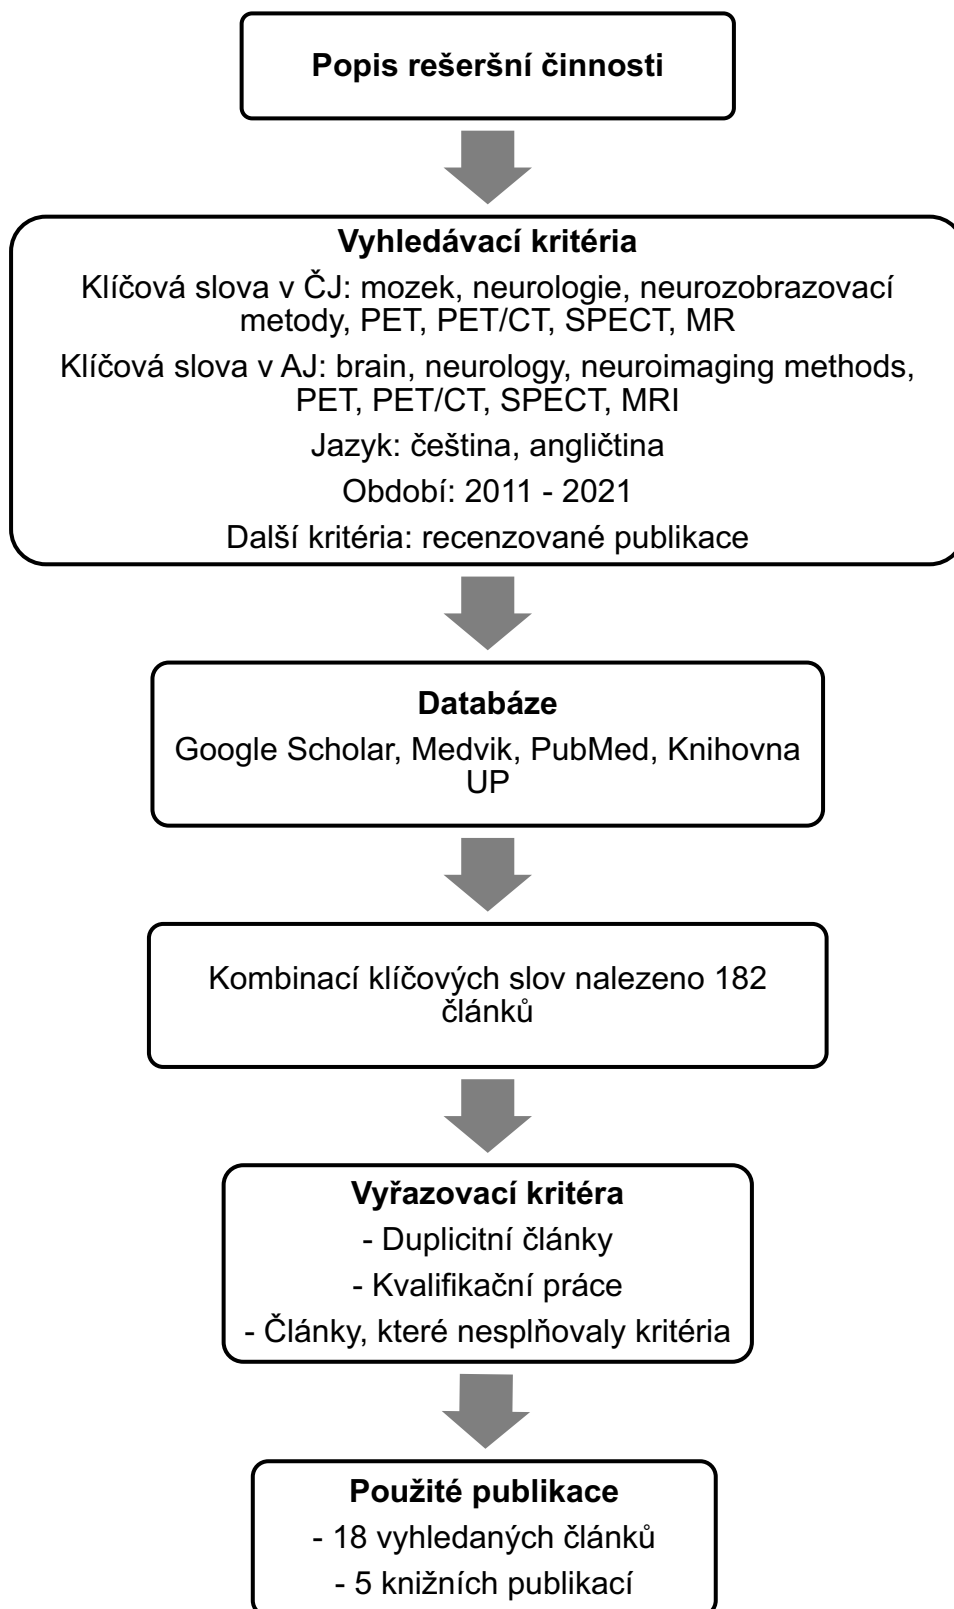 Popis rešeršní činnosti
Vyhledávací kritéria
Klíčová slova v ČJ: mozek, neurologie, neurozobrazovací
metody, PET, PET/CT, SPECT, MR
Klíčová slova v AJ: brain, neurology, neuroimaging methods,
PET, PET/CT, SPECT, MRI
Jazyk: čeština, angličtina
Období: 2011 - 2021
Další kritéria: recenzované publikace
Databáze
Google Scholar, Medvik, PubMed, Knihovna
UP
Kombinací klíčových slov nalezeno 182
článků
Vyřazovací kritéra
- Duplicitní články
- Kvalifikační práce
- Články, které nesplňovaly kritéria
Použité publikace
- 18 vyhledaných článků
- 5 knižních publikací